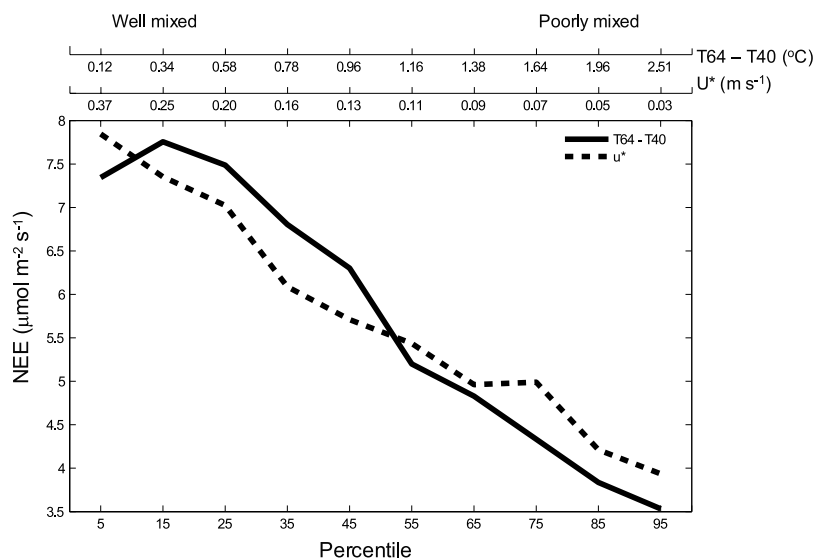 Well mixed Poorly mixed
T64 – T40 (ºC)
0.12 0.34 0.58 0.78 0.96 1.16 1.38 1.64 1.96 2.51
U* (m s-1)
0.37 0.25 0.20 0.16 0.13 0.11 0.09 0.07 0.05 0.03
8
7.5
7
6.5
6
5.5
5
4.5
4
3.5
NEE (μmol m-2 s-1)
T64 - T40
u*
5 15 25 35 45 55 65 75 85 95
Percentile